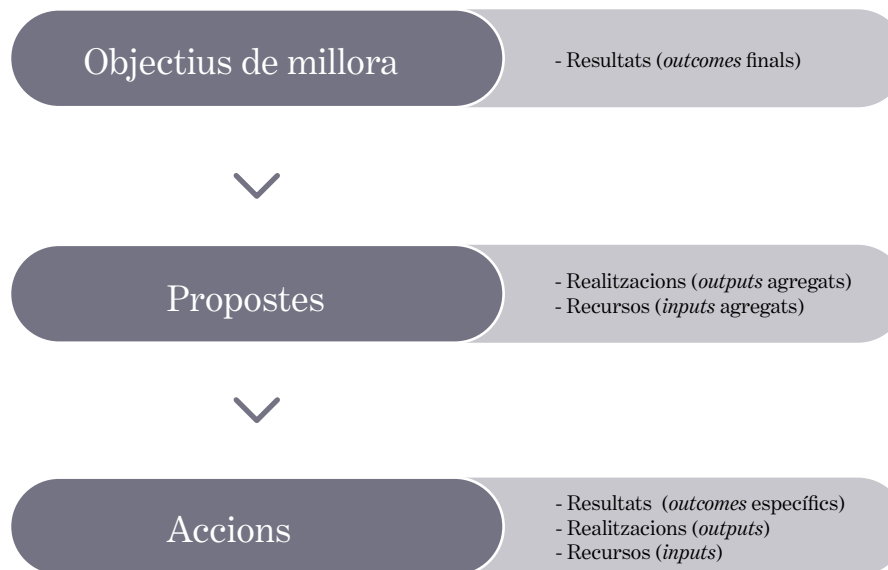 Objectius de millora
- Resultats (outcomes finals)
Propostes
- Realitzacions (outputs agregats)
- Recursos (inputs agregats)
Accions
- Resultats (outcomes específics)
- Realitzacions (outputs)
- Recursos (inputs)